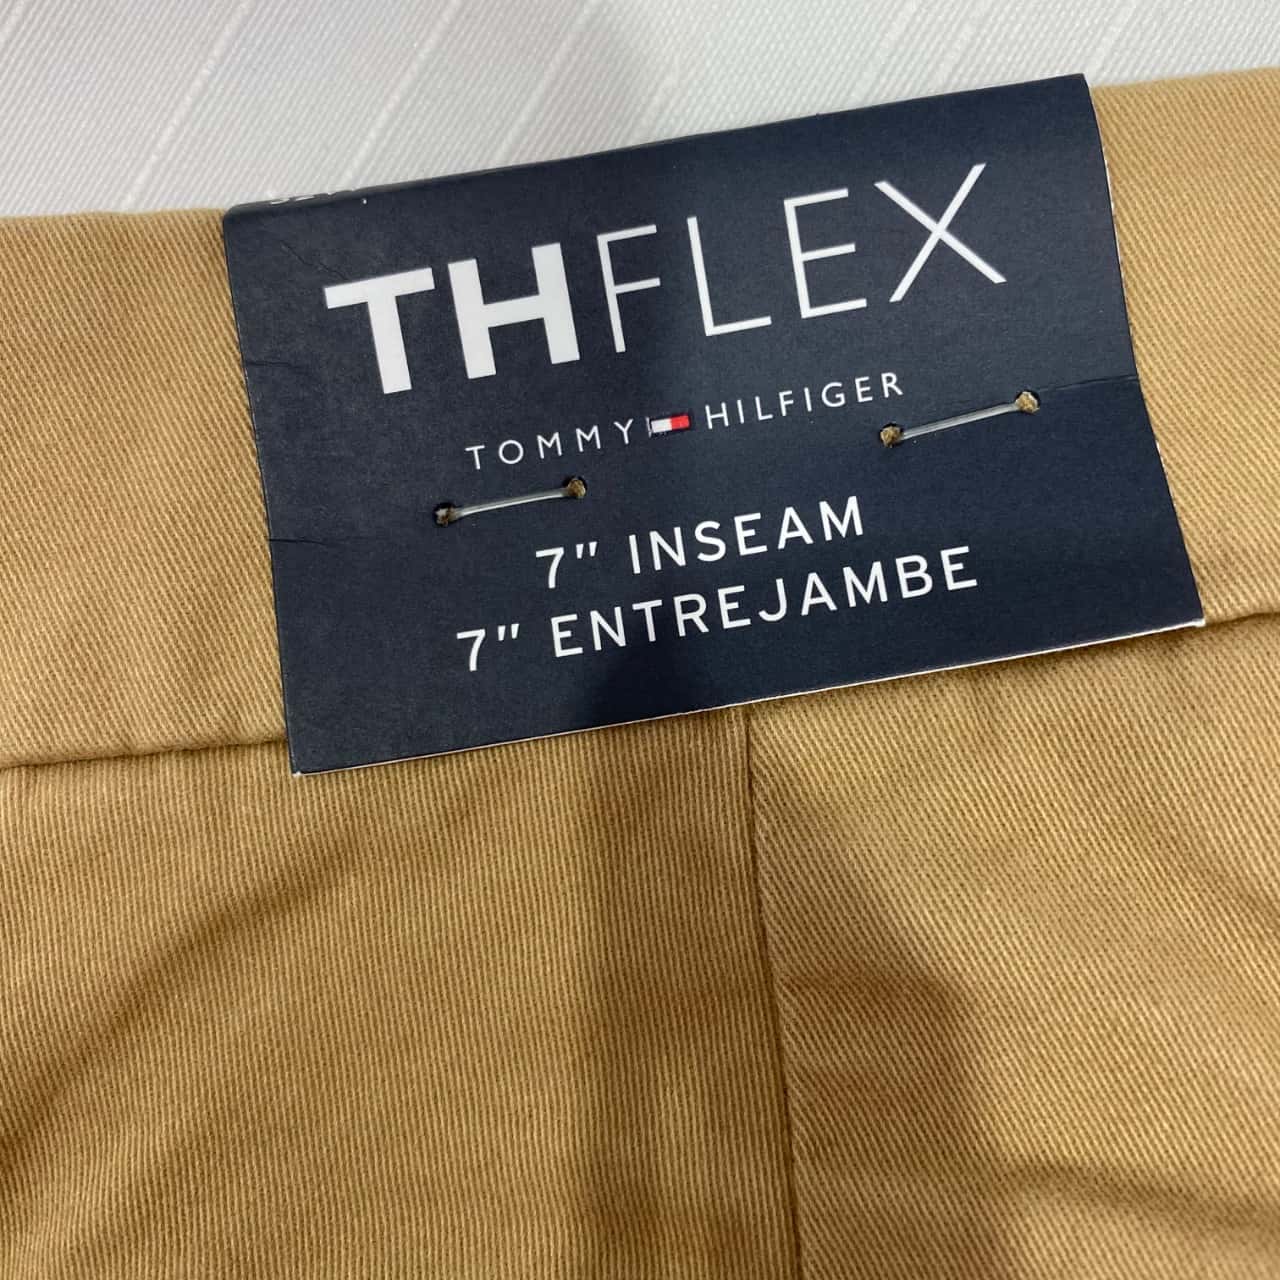 THFLEX
TOMMY HILFIGER
7" INSEAM
7" ENTREJAMBE